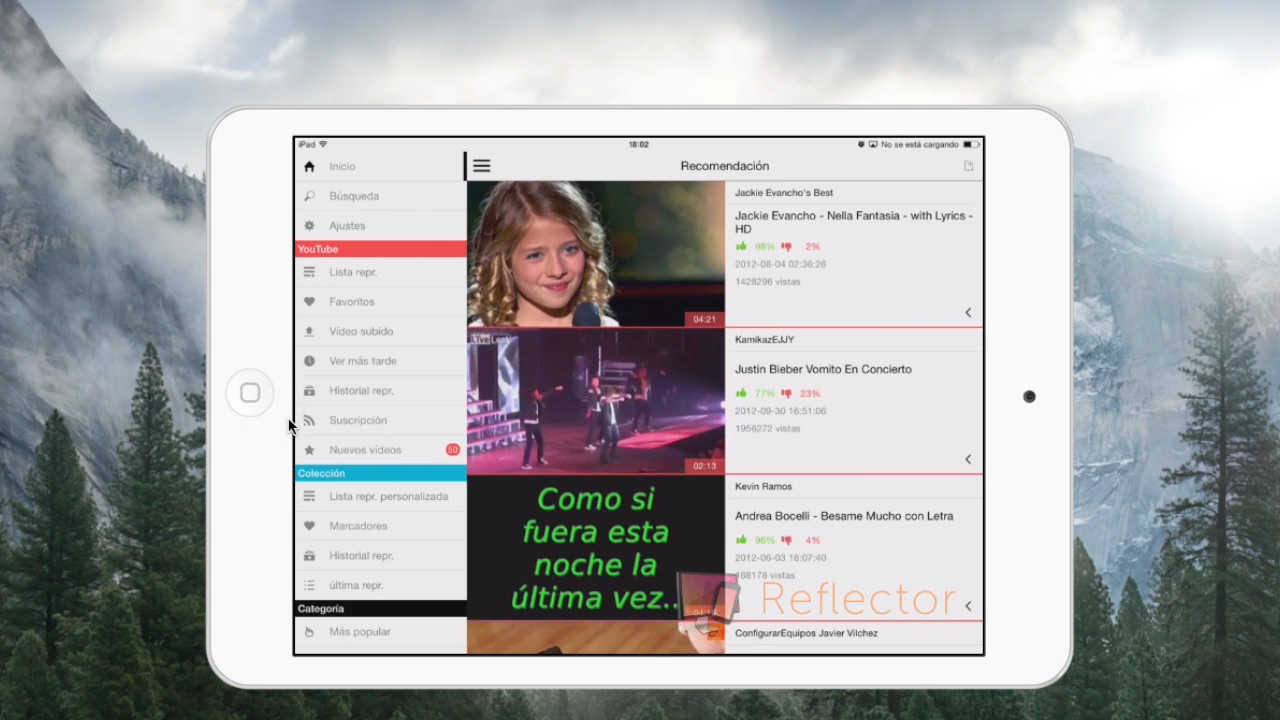 iPad
18:02
No se está cargando
Inicio
Búsqueda
Ajustes
YouTube
Lista repr.
Favoritos
Vídeo subido
Ver más tarde
Historial repr.
Suscripción
Nuevos vídeos
50
Colección
Lista repr. personalizada
Marcadores
Historial repr.
última repr.
Categoría
Más popular
Recomendación
04:21
Jackie Evancho's Best
Jackie Evancho - Nella Fantasia - with Lyrics -
HD
98% 2%
2012-08-04 02:36:26
1428296 vistas
LiveLeak
02:13
KamikazEJJY
Justin Bieber Vomito En Concierto
77% 23%
2012-09-30 16:51:06
1956272 vistas
Como si
fuera esta
noche la
última vez..
Kevin Ramos
Andrea Bocelli - Besame Mucho con Letra
96% 4%
2012-06-03 18:07:40
168178 vistas
Reflector
ConfigurarEquipos Javier Vilchez